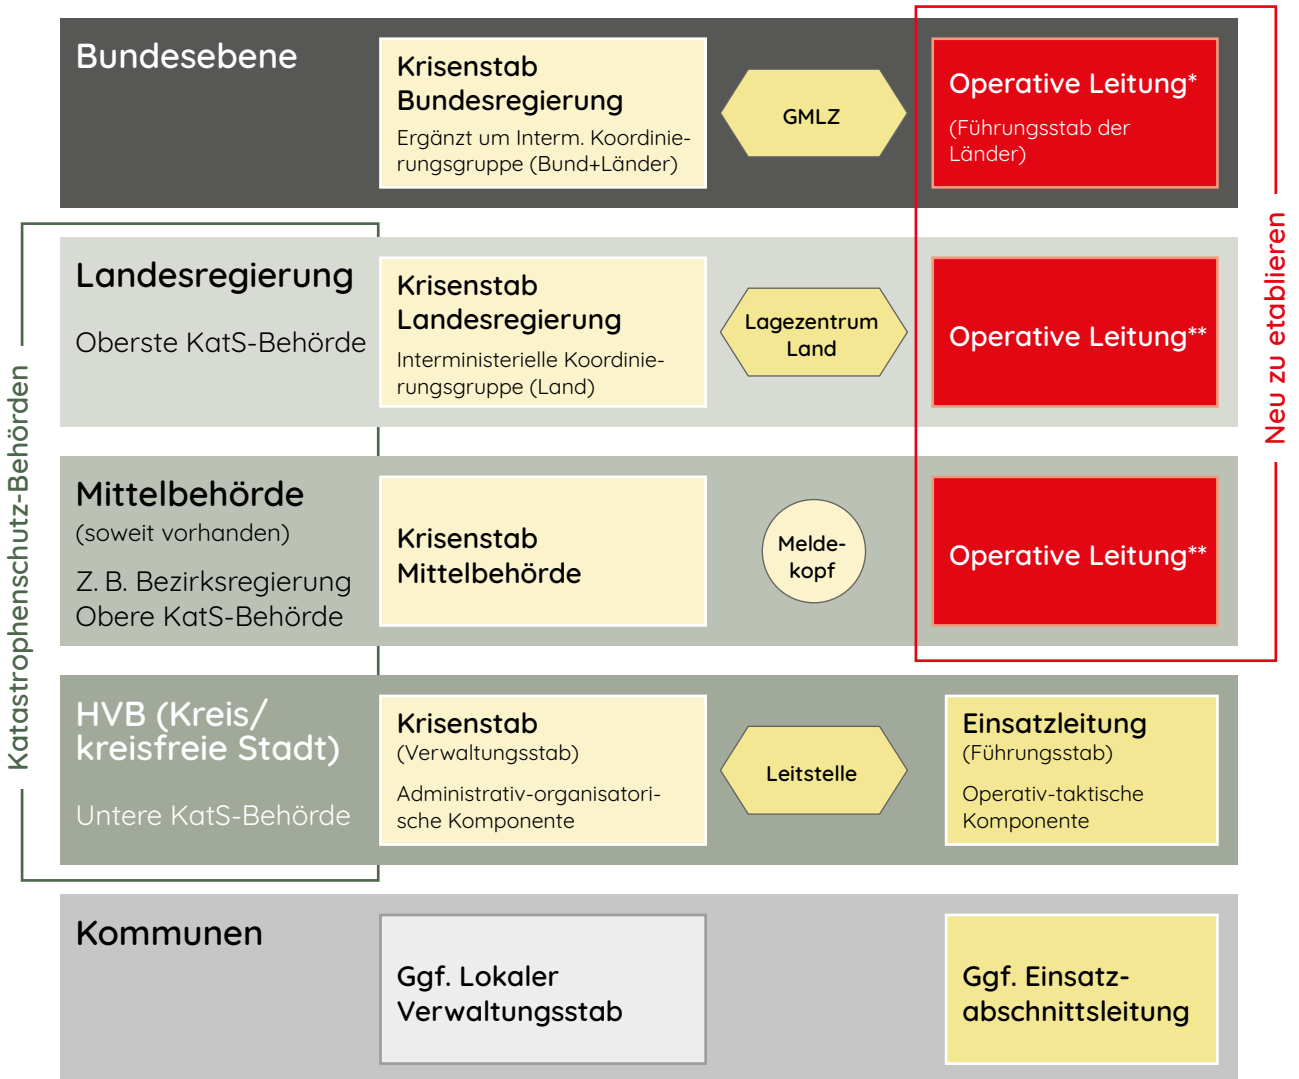 Bundesebene
Krisenstab
Bundesregierung
Ergänzt um Interm. Koordinie-
rungsgruppe (Bund+Länder)
GMLZ
Operative Leitung*
(Führungsstab der
Länder)
Neu zu etablieren
Katastrophenschutz-Behörden
Landesregierung
Oberste KatS-Behörde
Krisenstab
Landesregierung
Interministerielle Koordinie-
rungsgruppe (Land)
Lagezentrum
Land
Operative Leitung**
Mittelbehörde
(soweit vorhanden)
Z. B. Bezirksregierung
Obere KatS-Behörde
Krisenstab
Mittelbehörde
Melde-
kopf
Operative Leitung**
HVB (Kreis/
kreisfreie Stadt)
Untere KatS-Behörde
Krisenstab
(Verwaltungsstab)
Administrativ-organisatori-
sche Komponente
Leitstelle
Einsatzleitung
(Führungsstab)
Operativ-taktische
Komponente
Kommunen
Ggf. Lokaler
Verwaltungsstab
Ggf. Einsatz-
abschnittsleitung